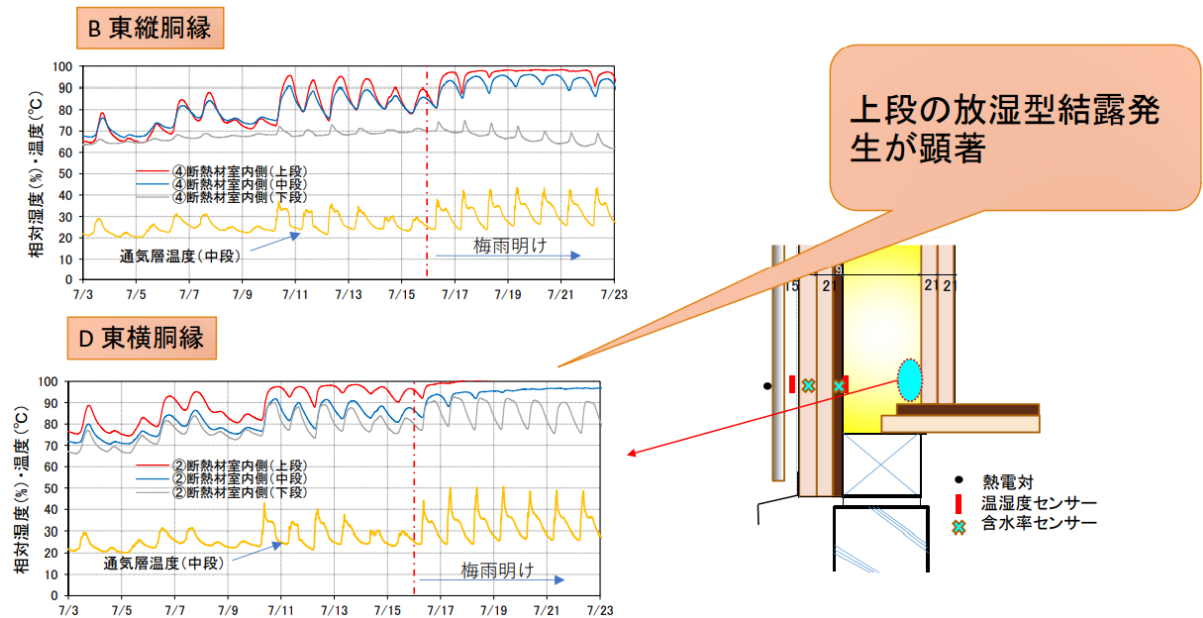 B 東縦胴縁
相対湿度(%)・温度(℃)
100
90
80
70
60
50
40
30
20
10
0
④断熱材室内側(上段)
④断熱材室内側(中段)
④断熱材室内側(下段)
通気層温度(中段)
梅雨明け
7/3 7/5 7/7 7/9 7/11 7/13 7/15 7/17 7/19 7/21 7/23
上段の放湿型結露発
生が顕著
D 東横胴縁
相対湿度(%)・温度(℃)
100
90
80
70
60
50
40
30
20
10
0
②断熱材室内側(上段)
②断熱材室内側(中段)
②断熱材室内側(下段)
通気層温度(中段)
梅雨明け
7/3 7/5 7/7 7/9 7/11 7/13 7/15 7/17 7/19 7/21 7/23
9
15 21 21 21
熱電対
温湿度センサー
含水率センサー